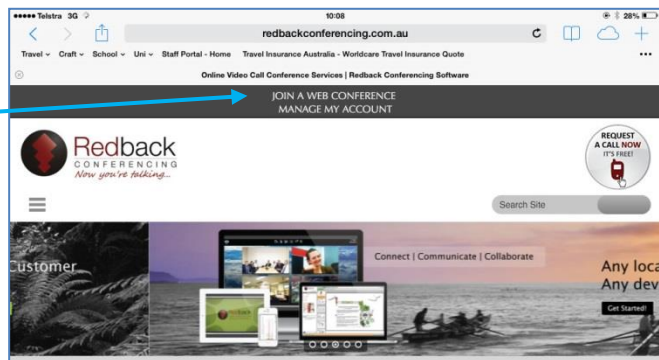 Telstra 3G 10:08 28%
redbackconferencing.com.au
Travel Craft School Uni Staff Portal - Home Travel Insurance Australia - Worldcare Travel Insurance Quote
Online Video Call Conference Services | Redback Conferencing Software
JOIN A WEB CONFERENCE
MANAGE MY ACCOUNT
Redback
CONFERENCING
Now you're talking...
REQUEST
A CALL NOW
IT'S FREE!
Search Site
Customer
Connect | Communicate | Collaborate
Any loca
Any dev
Get Started!
Redback